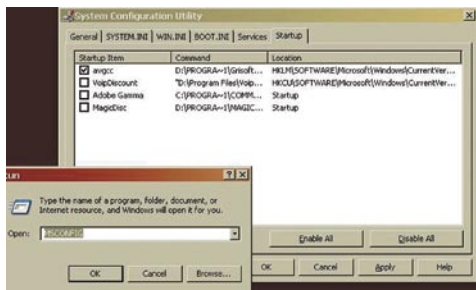 System Configuration Utility
General | SYSTEM.INI | WIN.INI | BOOT.INI | Services | Startup
Startup Item Command Location
avgcc D:\PROGRA~1\Grisoft... HKLM\SOFTWARE\Microsoft\Windows\CurrentVer...
VoipDiscount "D:\Program Files\Voip... HKCU\SOFTWARE\Microsoft\Windows\CurrentVer...
Adobe Gamma C:\PROGRA~1\COMM... Startup
MagicDisc D:\PROGRA~1\MAGIC... Startup
Enable All Disable All
OK Cancel Apply Help
Type the name of a program, folder, document, or
Internet resource, and Windows will open it for you.
Open: MSCONFIG
OK Cancel Browse...